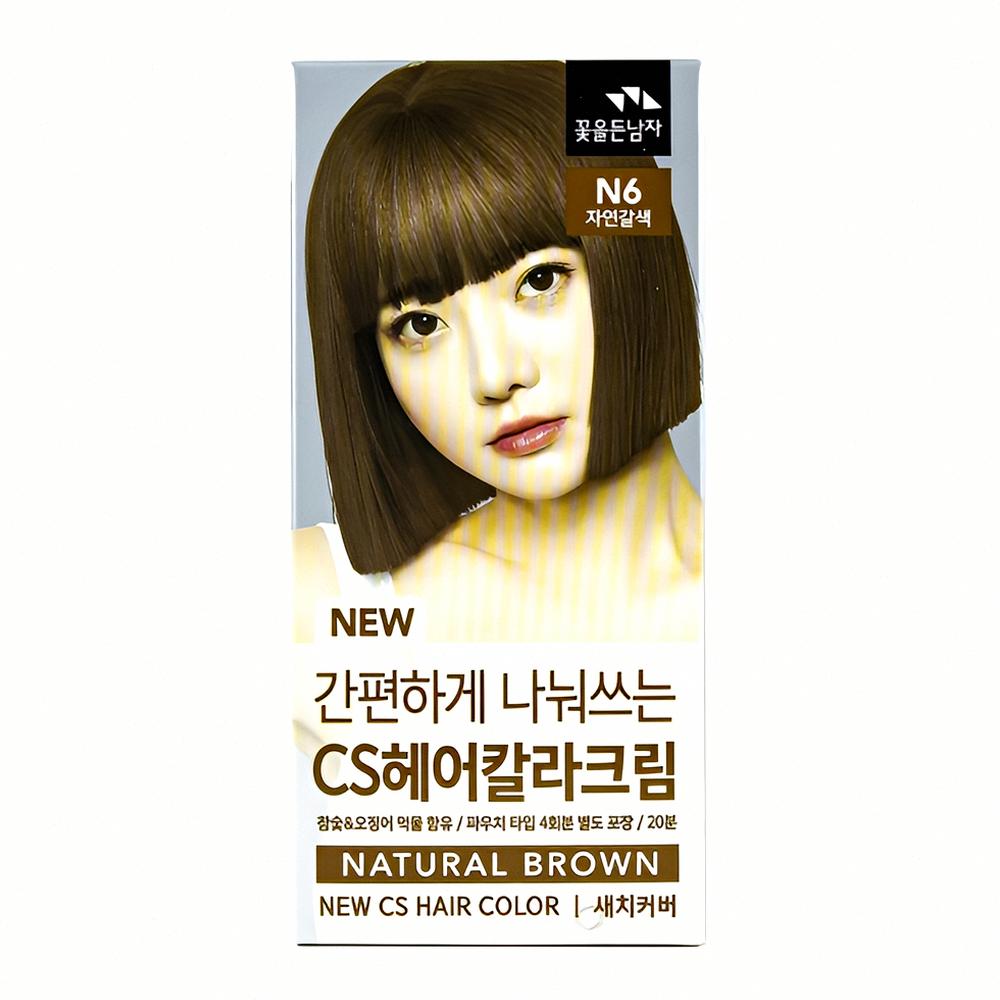 꽃을든남자
N6
자연갈색
NEW
간편하게 나눠쓰는
CS헤어칼라크림
참숯&오징어 먹물 함유 / 파우치 타입 4회분 별도 포장 / 20분
NATURAL BROWN
NEW CS HAIR COLOR | 새치커버